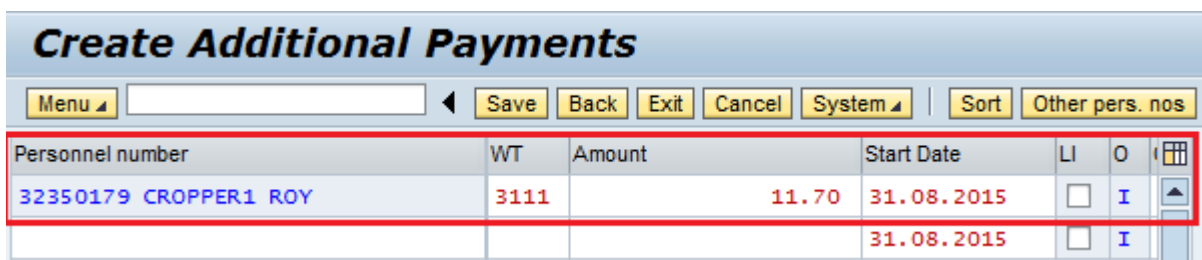 Create Additional Payments
Menu Save Back Exit Cancel System Sort Other pers. nos
Personnel number WT Amount Start Date LI O
32350179 CROPPER1 ROY 3111 11.70 31.08.2015 I
31.08.2015 I